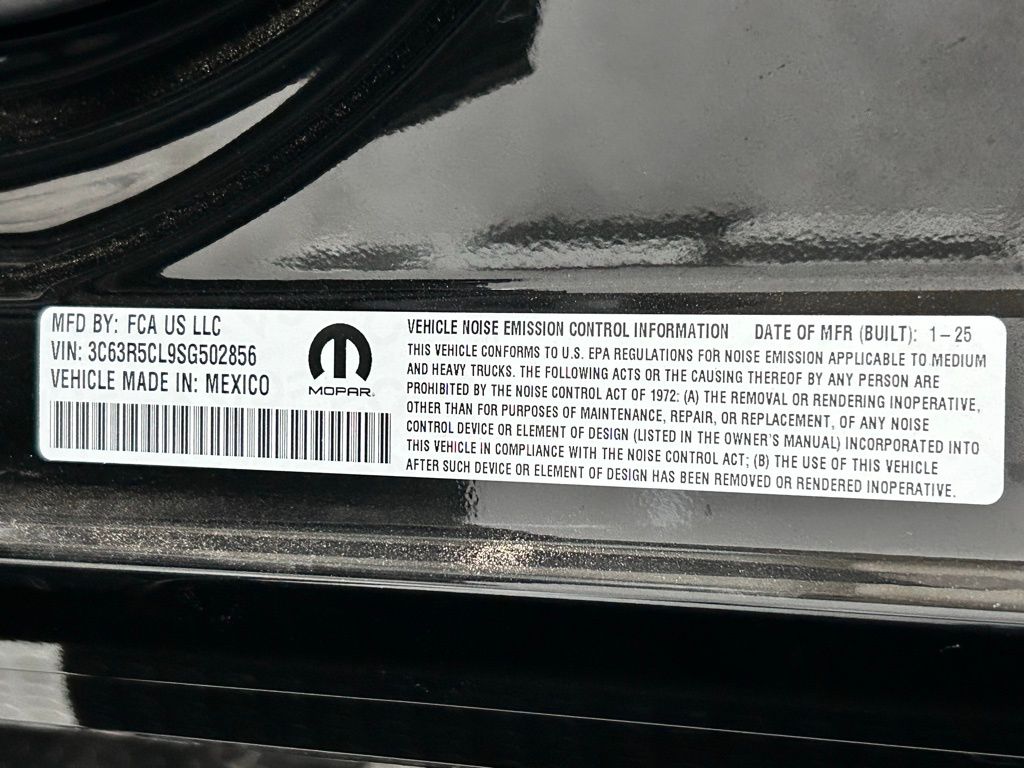 MFD BY: FCA US LLC
VIN: 3C63R5CL9SG502856
VEHICLE MADE IN: MEXICO
MOPAR
VEHICLE NOISE EMISSION CONTROL INFORMATION DATE OF MFR (BUILT): 1-25
THIS VEHICLE CONFORMS TO U.S. EPA REGULATIONS FOR NOISE EMISSION APPLICABLE TO MEDIUM
AND HEAVY TRUCKS. THE FOLLOWING ACTS OR THE CAUSING THEREOF BY ANY PERSON ARE
PROHIBITED BY THE NOISE CONTROL ACT OF 1972: (A) THE REMOVAL OR RENDERING INOPERATIVE,
OTHER THAN FOR PURPOSES OF MAINTENANCE, REPAIR, OR REPLACEMENT, OF ANY NOISE
CONTROL DEVICE OR ELEMENT OF DESIGN (LISTED IN THE OWNER'S MANUAL) INCORPORATED INTO
THIS VEHICLE IN COMPLIANCE WITH THE NOISE CONTROL ACT; (B) THE USE OF THIS VEHICLE
AFTER SUCH DEVICE OR ELEMENT OF DESIGN HAS BEEN REMOVED OR RENDERED INOPERATIVE.